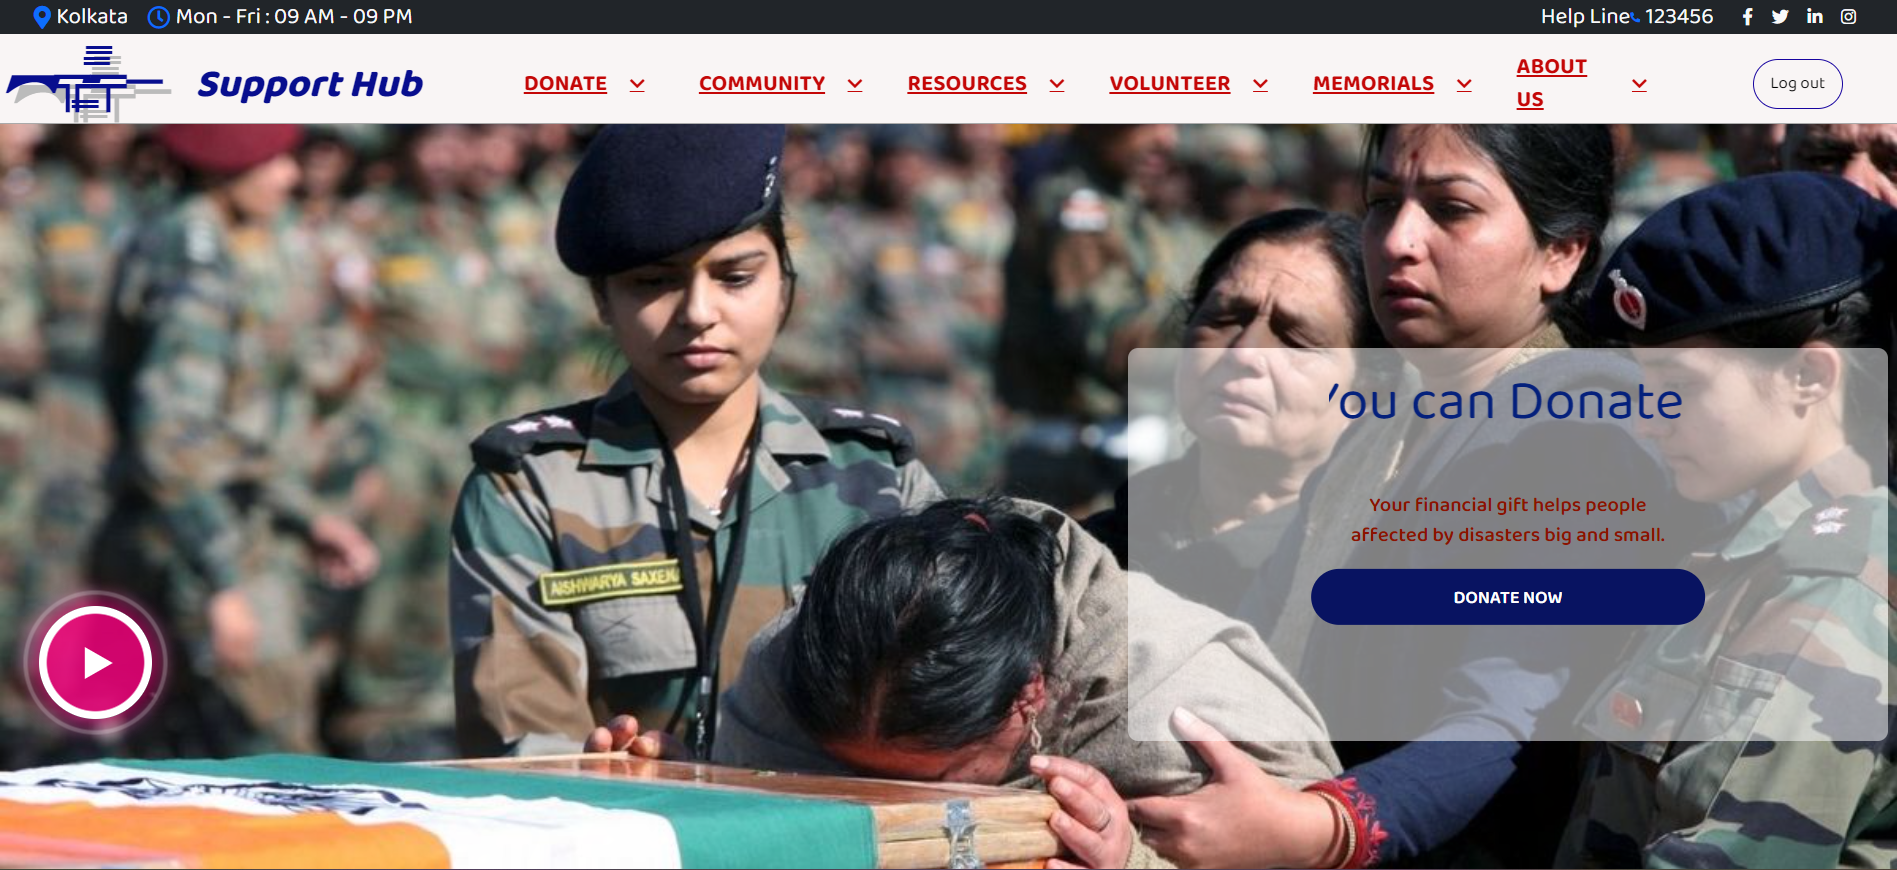 Kolkata Mon - Fri : 09 AM - 09 PM Help Line 123456
Support Hub DONATE COMMUNITY RESOURCES VOLUNTEER MEMORIALS ABOUT US Log out
You can Donate
Your financial gift helps people
affected by disasters big and small.
AISHWARYA SAXENA
DONATE NOW